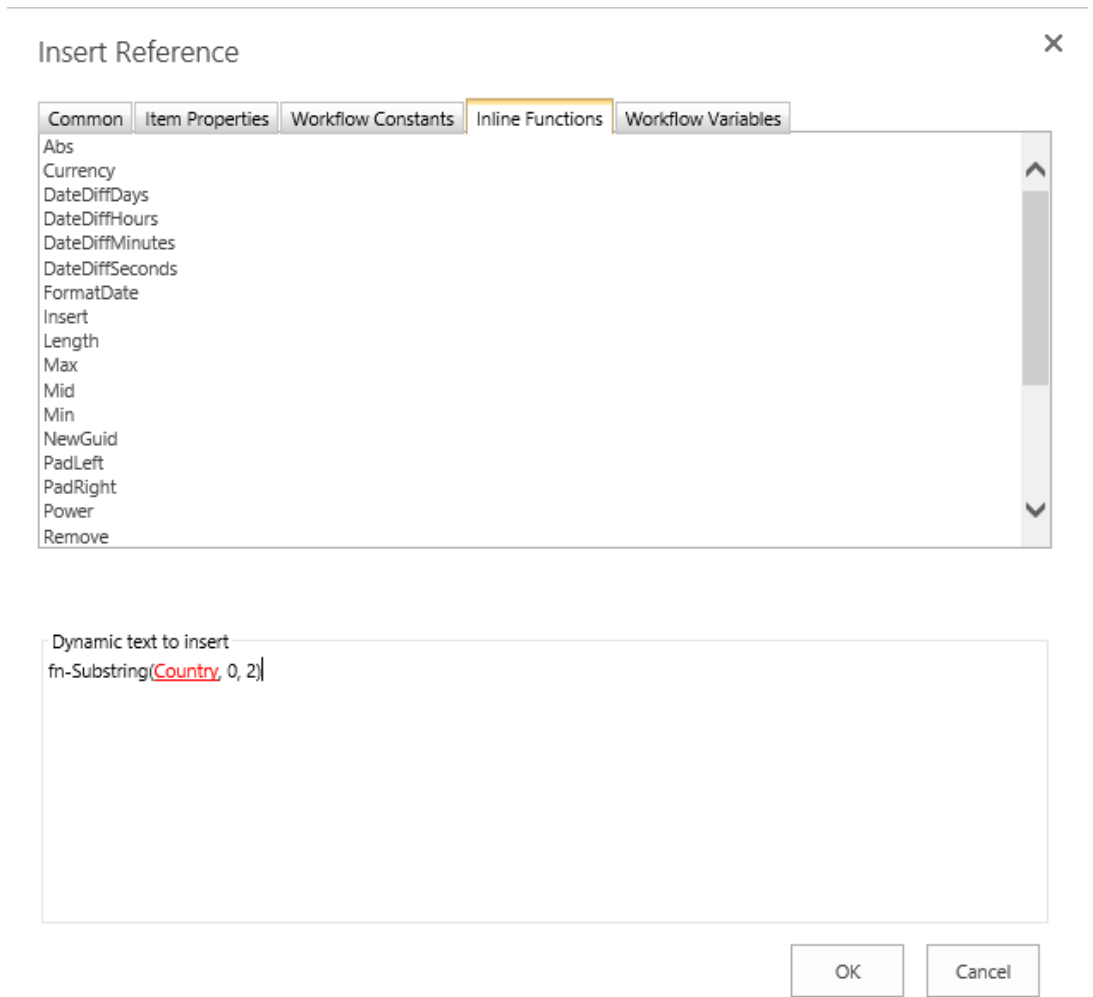 Insert Reference
Common Item Properties Workflow Constants Inline Functions Workflow Variables
Abs
Currency
DateDiffDays
DateDiffHours
DateDiffMinutes
DateDiffSeconds
FormatDate
Insert
Length
Max
Mid
Min
NewGuid
PadLeft
PadRight
Power
Remove
Dynamic text to insert
fn-Substring(Country, 0, 2)
OK Cancel